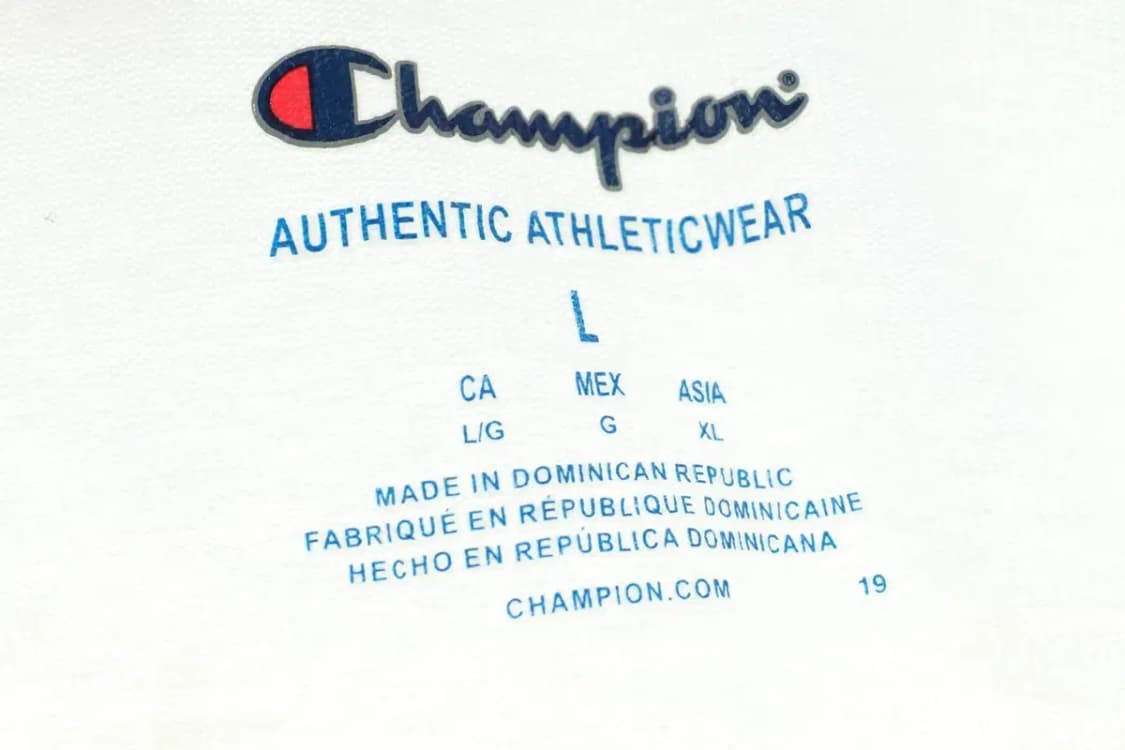 Champion®
AUTHENTIC ATHLETICWEAR
L
CA MEX ASIA
L/G G XL
MADE IN DOMINICAN REPUBLIC
FABRIQUÉ EN RÉPUBLIQUE DOMINICAINE
HECHO EN REPÚBLICA DOMINICANA
CHAMPION.COM 19